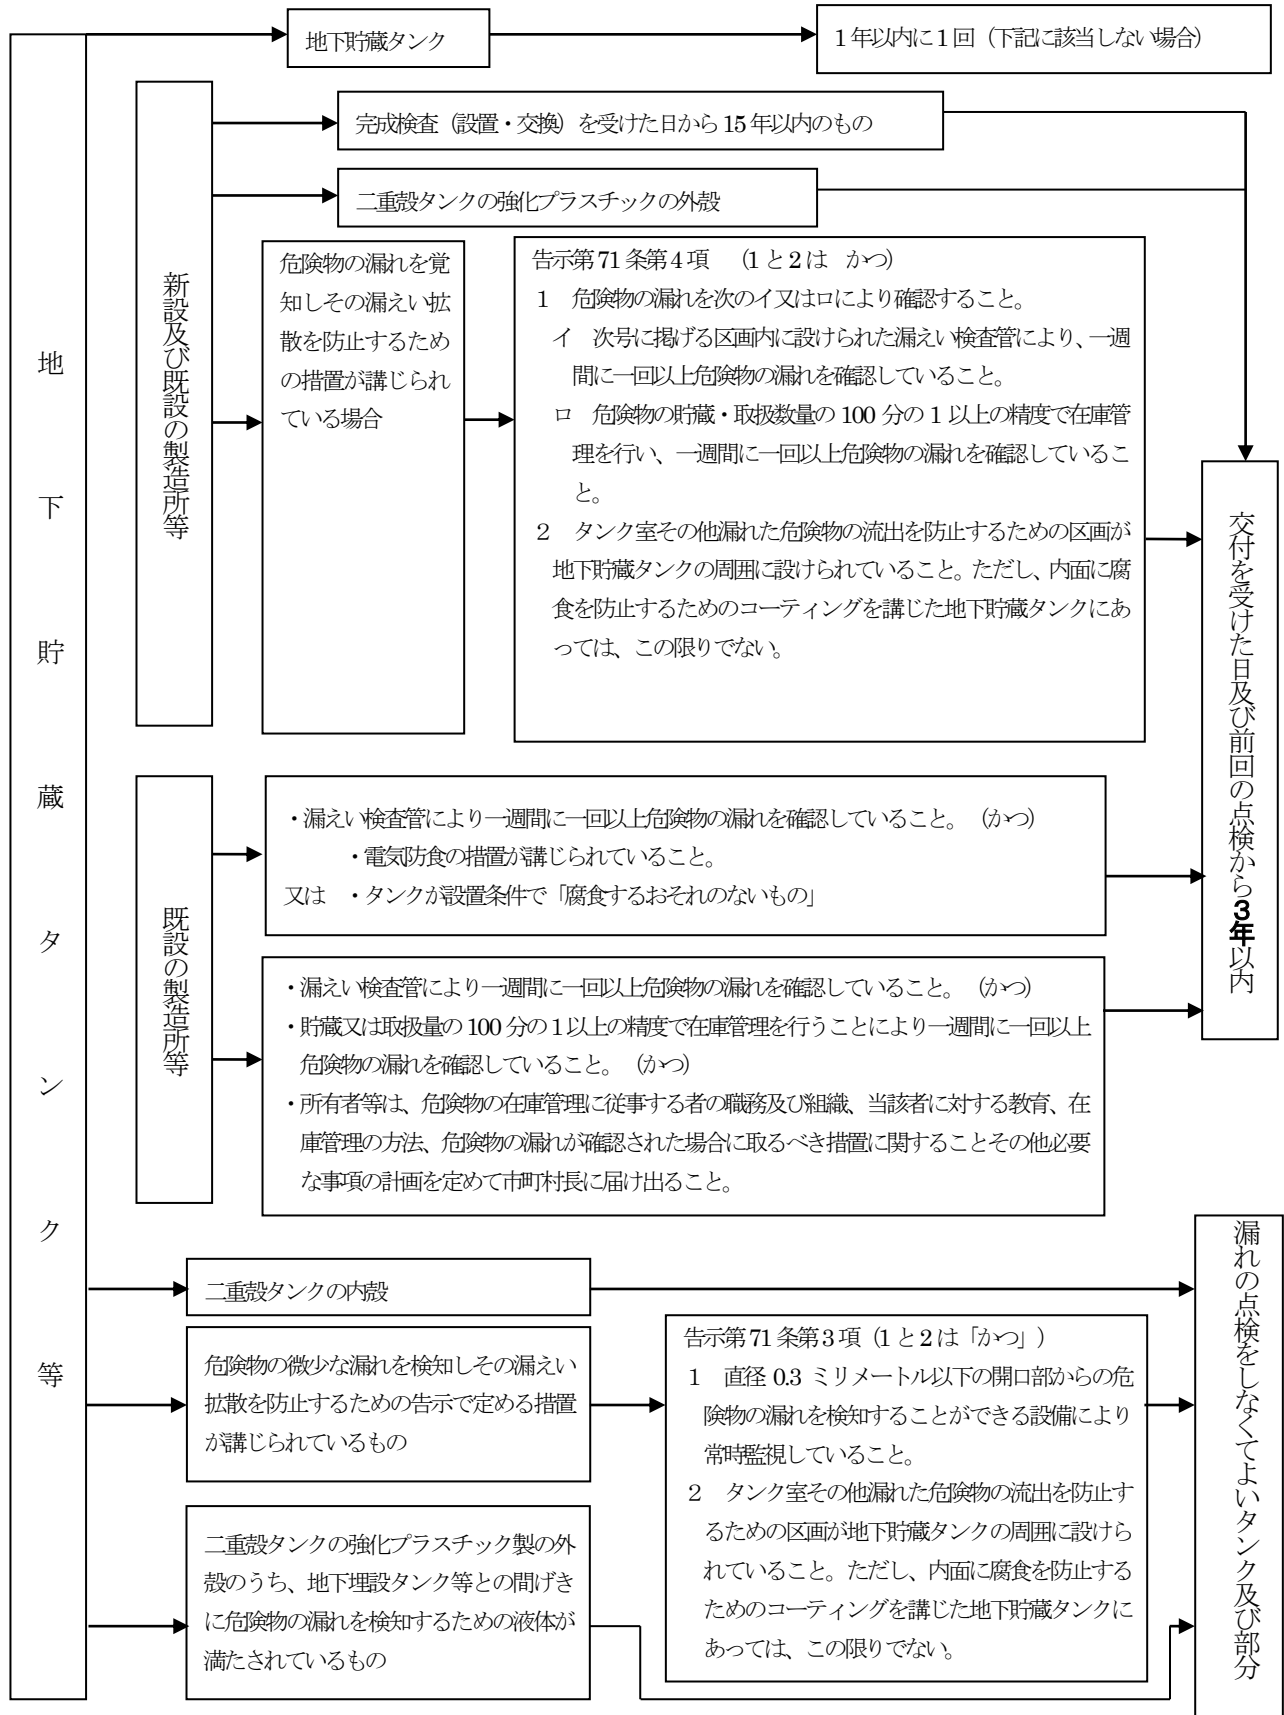 地下貯蔵タンク等
地下貯蔵タンク
1年以内に1回（下記に該当しない場合）
新設及び既設の製造所等
完成検査（設置・交換）を受けた日から15年以内のもの
二重殻タンクの強化プラスチックの外殻
危険物の漏れを覚
知しその漏えい拡
散を防止するため
の措置が講じられ
ている場合
告示第71条第4項　（1と2は　かつ）
1　危険物の漏れを次のイ又はロにより確認すること。
イ　次号に掲げる区画内に設けられた漏えい検査管により、一週
間に一回以上危険物の漏れを確認していること。
ロ　危険物の貯蔵・取扱数量の100分の1以上の精度で在庫管
理を行い、一週間に一回以上危険物の漏れを確認しているこ
と。
2　タンク室その他漏れた危険物の流出を防止するための区画が
地下貯蔵タンクの周囲に設けられていること。ただし、内面に腐
食を防止するためのコーティングを講じた地下貯蔵タンクにあ
っては、この限りでない。
交付を受けた日及び前回の点検から3年以内
既設の製造所等
・漏えい検査管により一週間に一回以上危険物の漏れを確認していること。（かつ）
・電気防食の措置が講じられていること。
又は　・タンクが設置条件で「腐食するおそれのないもの」
・漏えい検査管により一週間に一回以上危険物の漏れを確認していること。（かつ）
・貯蔵又は取扱量の100分の1以上の精度で在庫管理を行うことにより一週間に一回以上
危険物の漏れを確認していること。（かつ）
・所有者等は、危険物の在庫管理に従事する者の職務及び組織、当該者に対する教育、在
庫管理の方法、危険物の漏れが確認された場合に取るべき措置に関することその他必要
な事項の計画を定めて市町村長に届け出ること。
二重殻タンクの内殻
危険物の微少な漏れを検知しその漏えい
拡散を防止するための告示で定める措置
が講じられているもの
告示第71条第3項（1と2は「かつ」）
1　直径0.3ミリメートル以下の開口部からの危
険物の漏れを検知することができる設備により
常時監視していること。
2　タンク室その他漏れた危険物の流出を防止す
るための区画が地下貯蔵タンクの周囲に設けら
れていること。ただし、内面に腐食を防止する
ためのコーティングを講じた地下貯蔵タンクに
あっては、この限りでない。
二重殻タンクの強化プラスチック製の外
殻のうち、地下埋設タンク等との間げき
に危険物の漏れを検知するための液体が
満たされているもの
漏れの点検をしなくてよいタンク及び部分